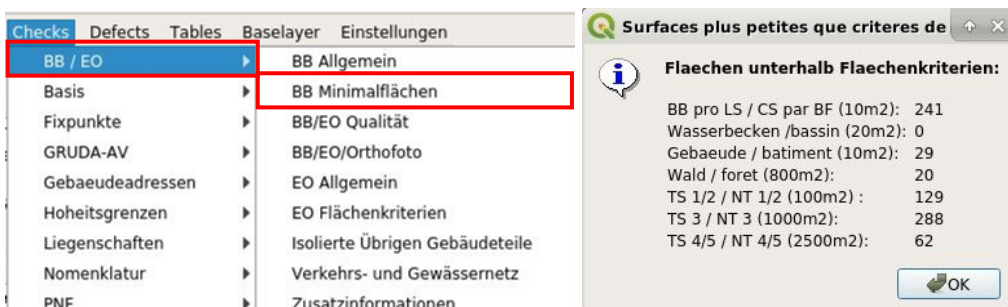 Checks Defects Tables Baselayer Einstellungen
BB / EO
Basis
Fixpunkte
GRUDA-AV
Gebaeudeadressen
Hoheitsgrenzen
Liegenschaften
Nomenklatur
PNF
BB Allgemein
BB Minimalflächen
BB/EO Qualität
BB/EO/Orthofoto
EO Allgemein
EO Flächenkriterien
Isolierte Übrigen Gebäudeteile
Verkehrs- und Gewässernetz
Zusatzinformationen
Surfaces plus petites que criteres de
Flaechen unterhalb Flaechenkriterien:
BB pro LS / CS par BF (10m2): 241
Wasserbecken /bassin (20m2): 0
Gebaeude / batiment (10m2): 29
Wald / foret (800m2): 20
TS 1/2 / NT 1/2 (100m2) : 129
TS 3 / NT 3 (1000m2): 288
TS 4/5 / NT 4/5 (2500m2): 62
OK